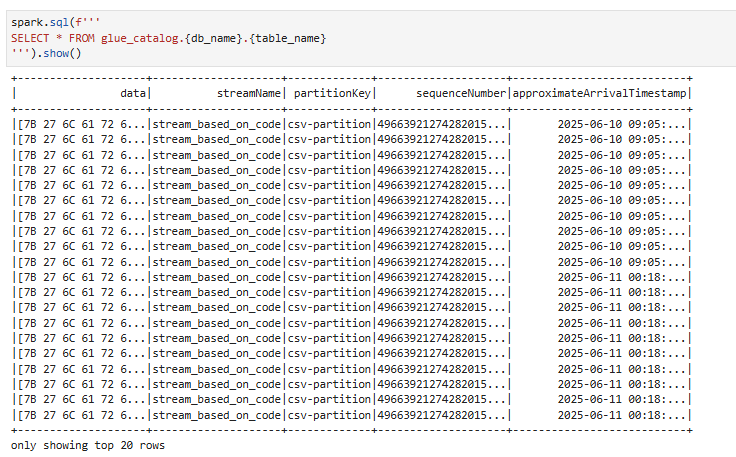 spark.sql(f'''
SELECT * FROM glue_catalog.{db_name}.{table_name}
''').show()
+--------------------+--------------------+-------------+--------------------+---------------------------+
|                data|          streamName| partitionKey|      sequenceNumber|approximateArrivalTimestamp|
+--------------------+--------------------+-------------+--------------------+---------------------------+
|[7B 27 6C 61 72 6...|stream_based_on_code|csv-partition|49663921274282015...|       2025-06-10 09:05:...|
|[7B 27 6C 61 72 6...|stream_based_on_code|csv-partition|49663921274282015...|       2025-06-10 09:05:...|
|[7B 27 6C 61 72 6...|stream_based_on_code|csv-partition|49663921274282015...|       2025-06-10 09:05:...|
|[7B 27 6C 61 72 6...|stream_based_on_code|csv-partition|49663921274282015...|       2025-06-10 09:05:...|
|[7B 27 6C 61 72 6...|stream_based_on_code|csv-partition|49663921274282015...|       2025-06-10 09:05:...|
|[7B 27 6C 61 72 6...|stream_based_on_code|csv-partition|49663921274282015...|       2025-06-10 09:05:...|
|[7B 27 6C 61 72 6...|stream_based_on_code|csv-partition|49663921274282015...|       2025-06-10 09:05:...|
|[7B 27 6C 61 72 6...|stream_based_on_code|csv-partition|49663921274282015...|       2025-06-10 09:05:...|
|[7B 27 6C 61 72 6...|stream_based_on_code|csv-partition|49663921274282015...|       2025-06-10 09:05:...|
|[7B 27 6C 61 72 6...|stream_based_on_code|csv-partition|49663921274282015...|       2025-06-10 09:05:...|
|[7B 27 6C 61 72 6...|stream_based_on_code|csv-partition|49663921274282015...|       2025-06-11 00:18:...|
|[7B 27 6C 61 72 6...|stream_based_on_code|csv-partition|49663921274282015...|       2025-06-11 00:18:...|
|[7B 27 6C 61 72 6...|stream_based_on_code|csv-partition|49663921274282015...|       2025-06-11 00:18:...|
|[7B 27 6C 61 72 6...|stream_based_on_code|csv-partition|49663921274282015...|       2025-06-11 00:18:...|
|[7B 27 6C 61 72 6...|stream_based_on_code|csv-partition|49663921274282015...|       2025-06-11 00:18:...|
|[7B 27 6C 61 72 6...|stream_based_on_code|csv-partition|49663921274282015...|       2025-06-11 00:18:...|
|[7B 27 6C 61 72 6...|stream_based_on_code|csv-partition|49663921274282015...|       2025-06-11 00:18:...|
|[7B 27 6C 61 72 6...|stream_based_on_code|csv-partition|49663921274282015...|       2025-06-11 00:18:...|
|[7B 27 6C 61 72 6...|stream_based_on_code|csv-partition|49663921274282015...|       2025-06-11 00:18:...|
|[7B 27 6C 61 72 6...|stream_based_on_code|csv-partition|49663921274282015...|       2025-06-11 00:18:...|
+--------------------+--------------------+-------------+--------------------+---------------------------+
only showing top 20 rows